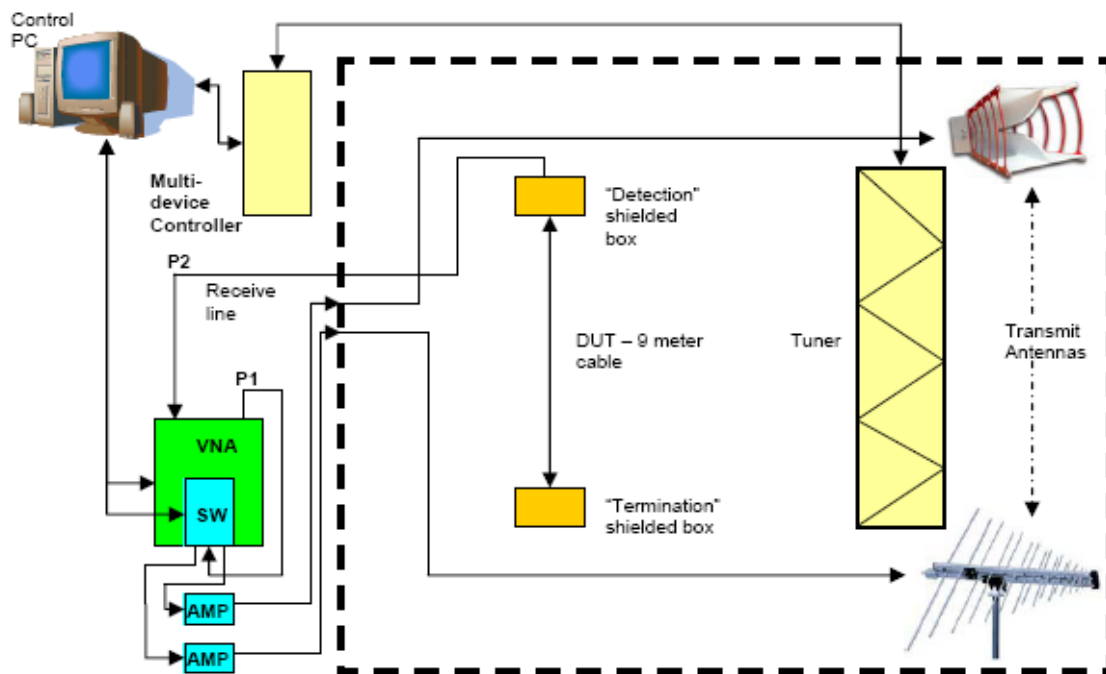 Control
PC
Multi-
device
Controller
P2
Receive
line
P1
VNA
SW
AMP
AMP
"Detection"
shielded
box
DUT – 9 meter
cable
"Termination"
shielded box
Tuner
Transmit
Antennas